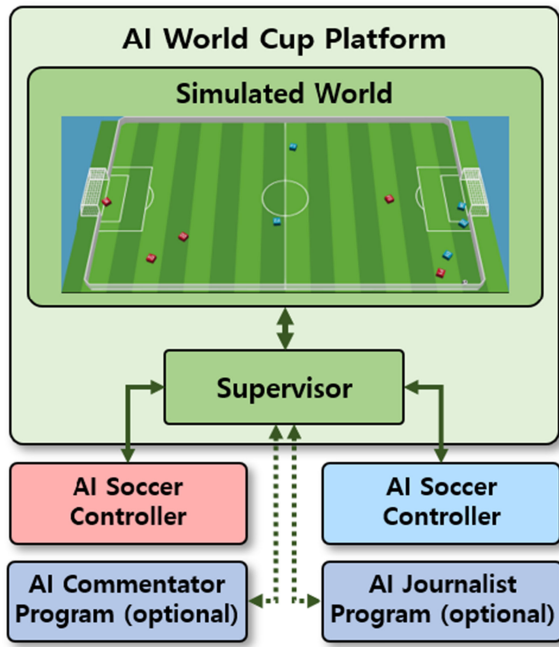 AI World Cup Platform
Simulated World
Supervisor
AI Soccer
Controller
AI Soccer
Controller
AI Commentator
Program (optional)
AI Journalist
Program (optional)